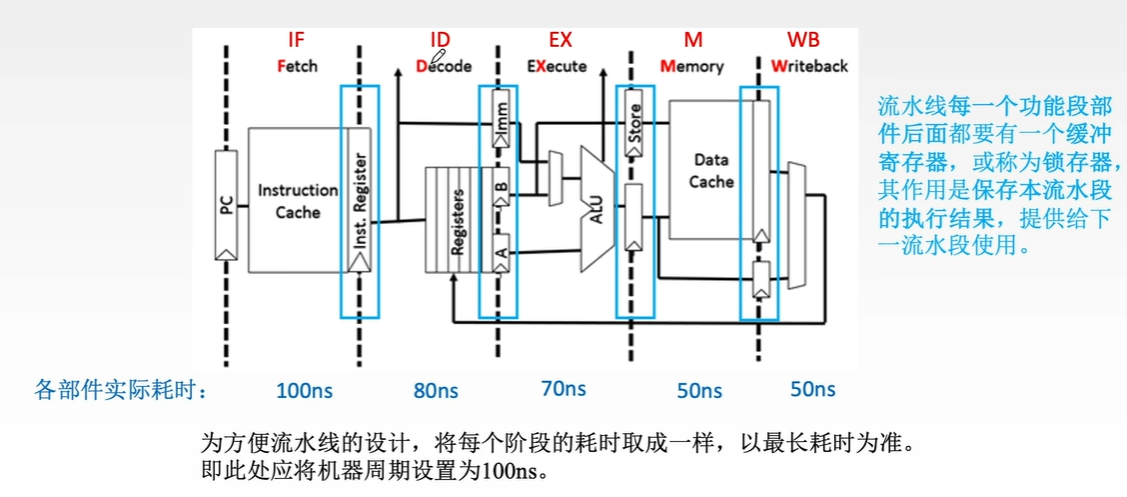 IF ID EX M WB
Fetch Decode EXecute Memory Writeback
PC
Instruction
Cache
Inst. Register
Registers
Imm
B
A
ALU
Store
Data
Cache
流水线每一个功能段部
件后面都要有一个缓冲
寄存器，或称为锁存器，
其作用是保存本流水段
的执行结果，提供给下
一流水段使用。
各部件实际耗时： 100ns 80ns 70ns 50ns 50ns
为方便流水线的设计，将每个阶段的耗时取成一样，以最长耗时为准。
即此处应将机器周期设置为100ns。